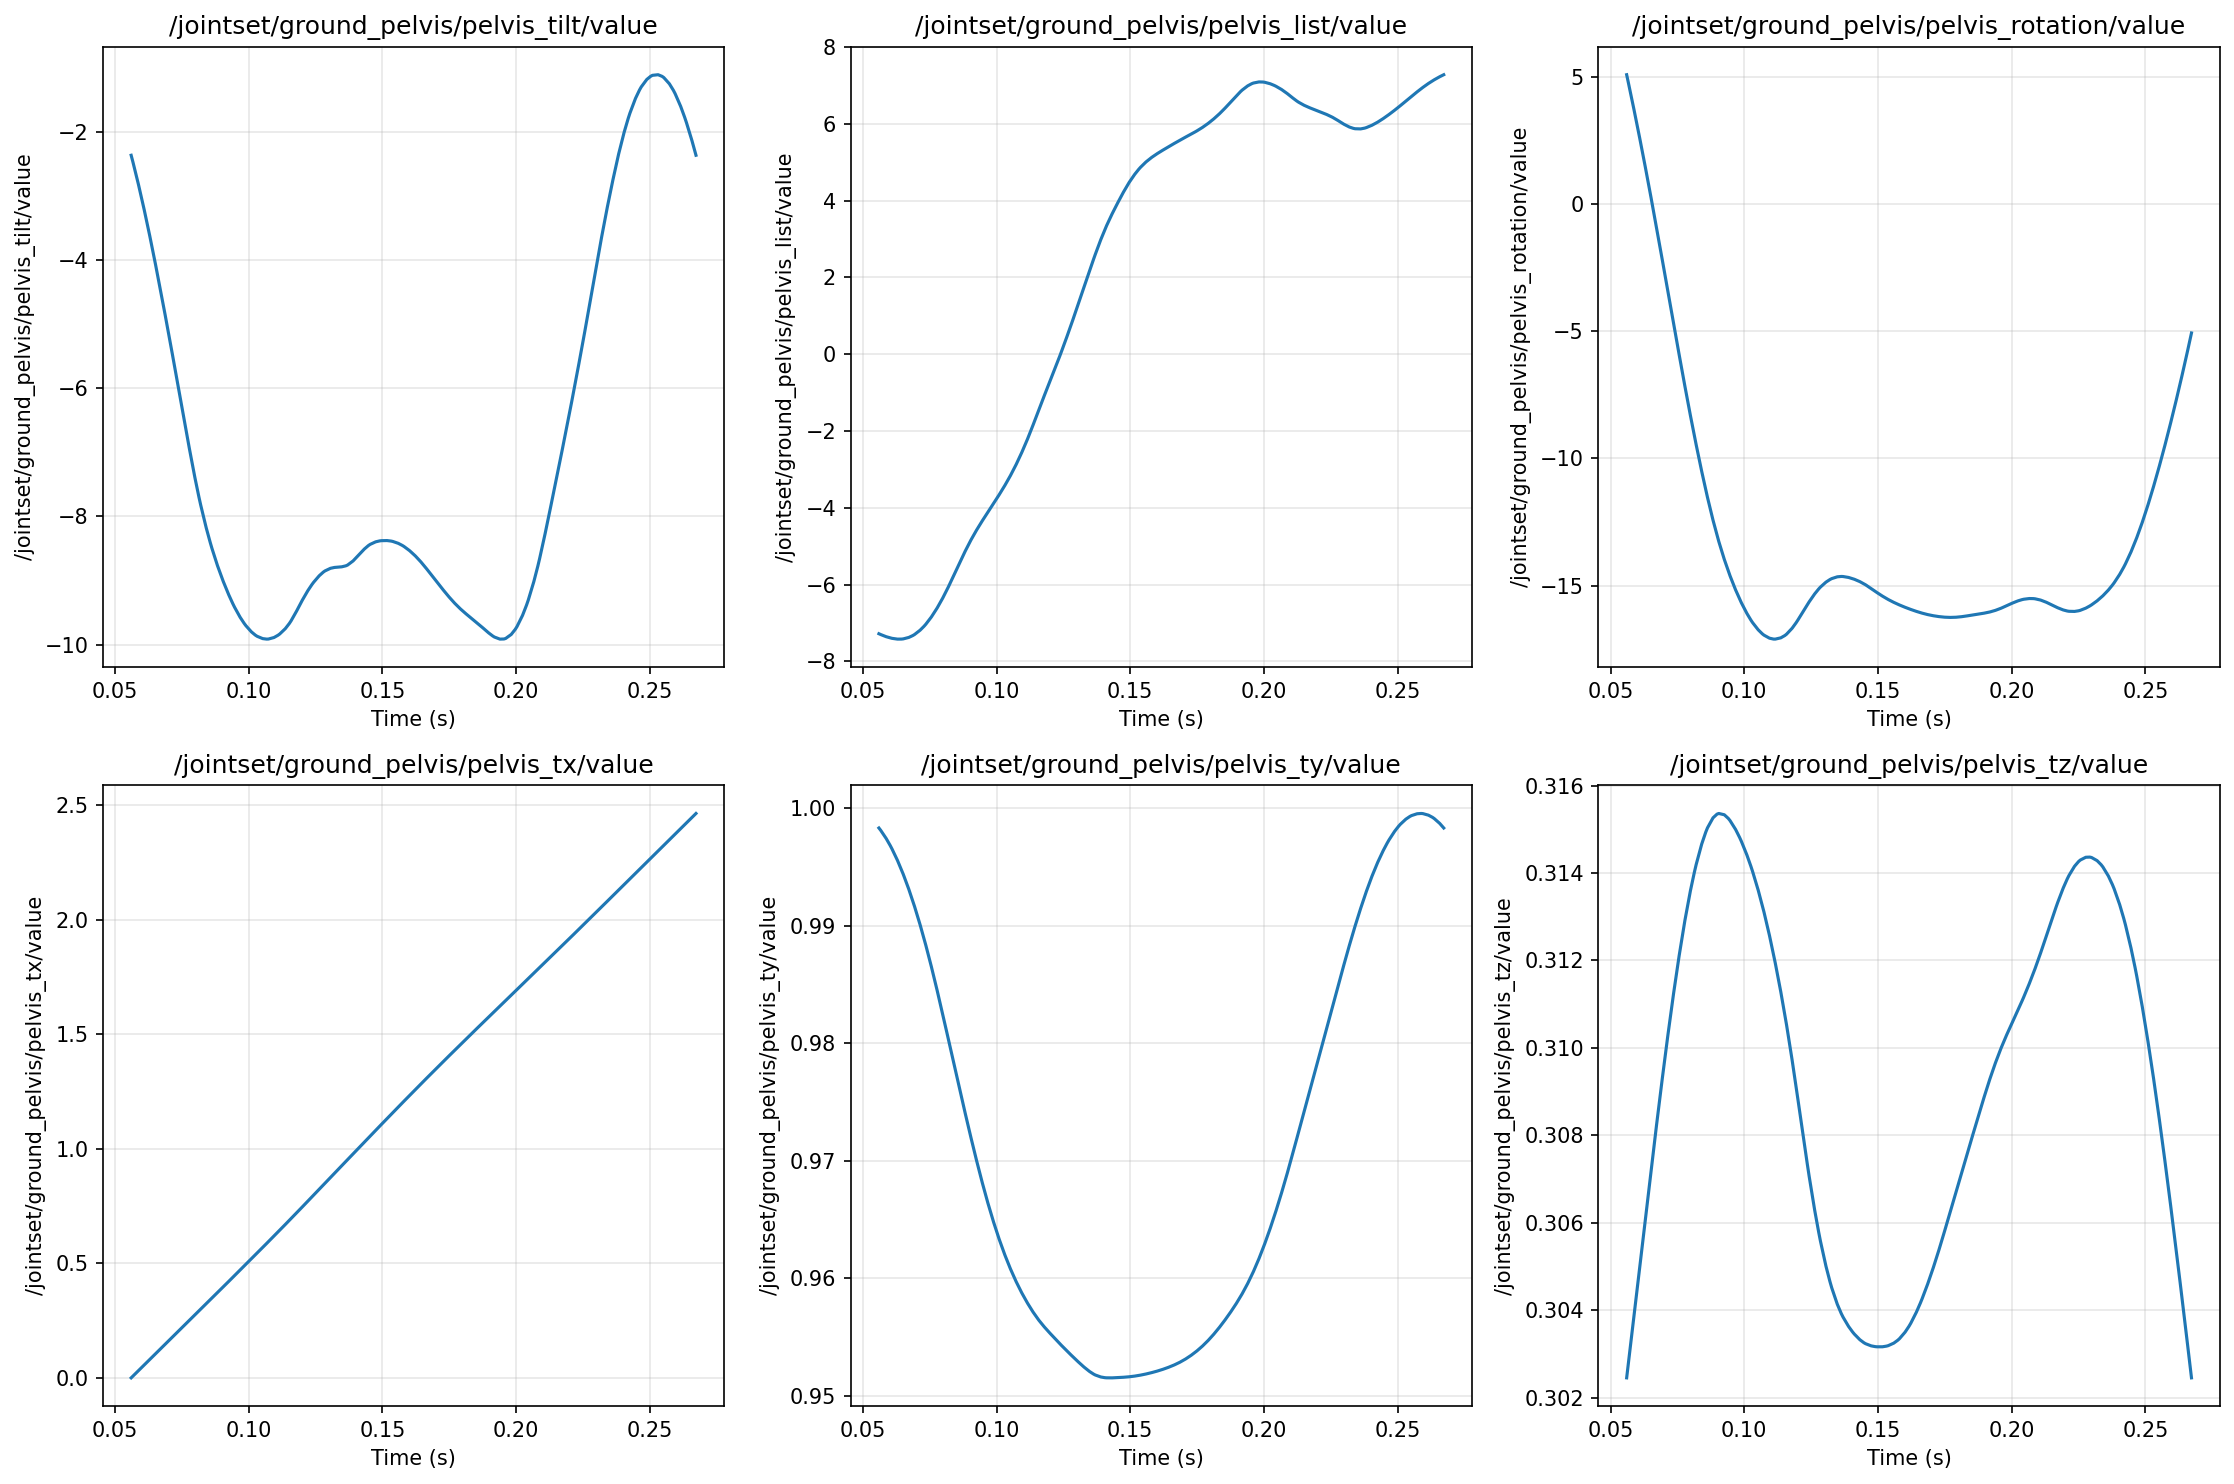 /jointset/ground_pelvis/pelvis_tilt/value
/jointset/ground_pelvis/pelvis_tilt/value
−2
−4
−6
−8
−10
0.05 0.10 0.15 0.20 0.25
Time (s)
/jointset/ground_pelvis/pelvis_list/value
/jointset/ground_pelvis/pelvis_list/value
8
6
4
2
0
−2
−4
−6
−8
0.05 0.10 0.15 0.20 0.25
Time (s)
/jointset/ground_pelvis/pelvis_rotation/value
/jointset/ground_pelvis/pelvis_rotation/value
5
0
−5
−10
−15
0.05 0.10 0.15 0.20 0.25
Time (s)
/jointset/ground_pelvis/pelvis_tx/value
/jointset/ground_pelvis/pelvis_tx/value
2.5
2.0
1.5
1.0
0.5
0.0
0.05 0.10 0.15 0.20 0.25
Time (s)
/jointset/ground_pelvis/pelvis_ty/value
/jointset/ground_pelvis/pelvis_ty/value
1.00
0.99
0.98
0.97
0.96
0.95
0.05 0.10 0.15 0.20 0.25
Time (s)
/jointset/ground_pelvis/pelvis_tz/value
/jointset/ground_pelvis/pelvis_tz/value
0.316
0.314
0.312
0.310
0.308
0.306
0.304
0.302
0.05 0.10 0.15 0.20 0.25
Time (s)